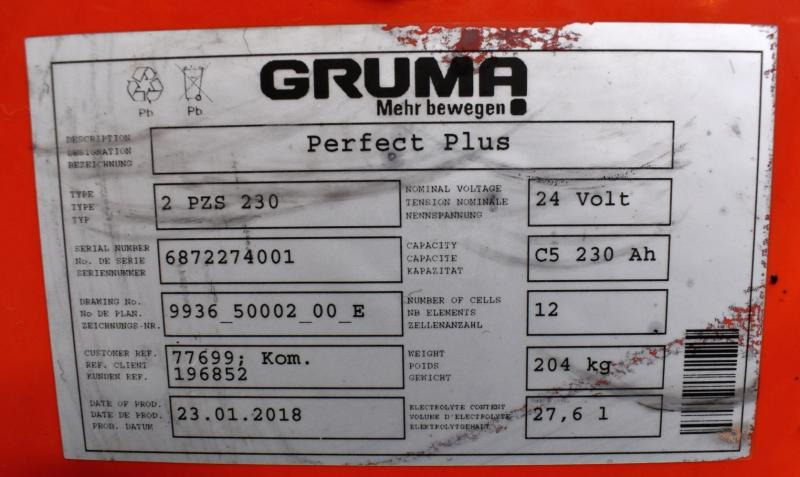 GRUMA
Mehr bewegen!
Pb Pb
DESCRIPTION
DESIGNATION
BEZEICHNUNG
Perfect Plus
TYPE
TYPE
TYP
2 PZS 230
NOMINAL VOLTAGE
TENSION NOMINALE
NENNSPANNUNG
24 Volt
SERIAL NUMBER
No. DE SERIE
SERIENNUMMER
6872274001
CAPACITY
CAPACITE
KAPAZITAT
C5 230 Ah
DRAWING No.
No DE PLAN.
ZEICHNUNGS-NR.
9936_50002_00_E
NUMBER OF CELLS
NB ELEMENTS
ZELLENANZAHL
12
CUSTOMER REF.
REF. CLIENT
KUNDEN REF.
77699; Kom.
196852
WEIGHT
POIDS
GEWICHT
204 kg
DATE OF PROD.
DATE DE PROD.
PROD. DATUM
23.01.2018
ELECTROLYTE CONTENT
VOLUME D'ELECTROLYTE
ELEKTROLYTGEHALT
27,6 l